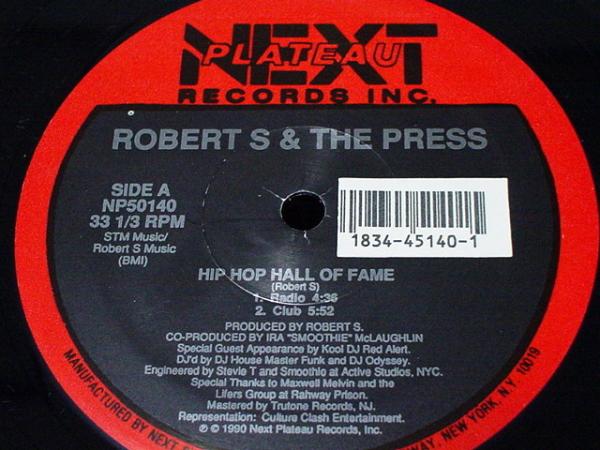 NEXT
PLATEAU
RECORDS INC.
ROBERT S & THE PRESS
SIDE A
NP50140
33 1/3 RPM
STM Music/
Robert S Music
(BMI)
1834-45140-1
HIP HOP HALL OF FAME
(Robert S)
1. Radio 4:36
2. Club 5:52
PRODUCED BY ROBERT S.
CO-PRODUCED BY IRA "SMOOTHIE" McLAUGHLIN
Special Guest Appearance by Kool DJ Red Alert.
DJ'd by DJ House Master Funk and DJ Odyssey.
Engineered by Stevie T and Smoothie at Active Studios, NYC.
Special Thanks to Maxwell Melvin and the
Lifers Group at Rahway Prison.
Mastered by Trutone Records, NJ.
Representation: Culture Clash Entertainment.
℗ © 1990 Next Plateau Records, Inc.
MANUFACTURED BY NEXT NEW YORK, N.Y. 10019